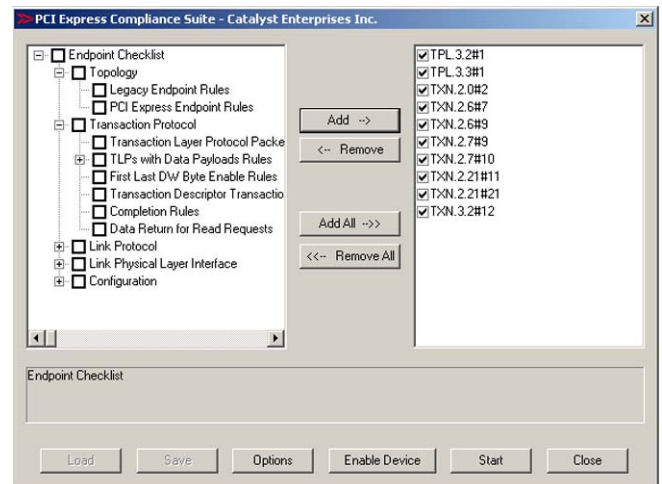 PCI Express Compliance Suite - Catalyst Enterprises Inc.
Endpoint Checklist
Topology
Legacy Endpoint Rules
PCI Express Endpoint Rules
Transaction Protocol
Transaction Layer Protocol Packe
TLPs with Data Payloads Rules
First Last DW Byte Enable Rules
Transaction Descriptor Transactio
Completion Rules
Data Return for Read Requests
Link Protocol
Link Physical Layer Interface
Configuration
Add -->
<-- Remove
Add All -->>
<<-- Remove All
TPL.3.2#1
TPL.3.3#1
TXN.2.0#2
TXN.2.6#7
TXN.2.6#9
TXN.2.7#9
TXN.2.7#10
TXN.2.21#11
TXN.2.21#21
TXN.3.2#12
Endpoint Checklist
Load
Save
Options
Enable Device
Start
Close